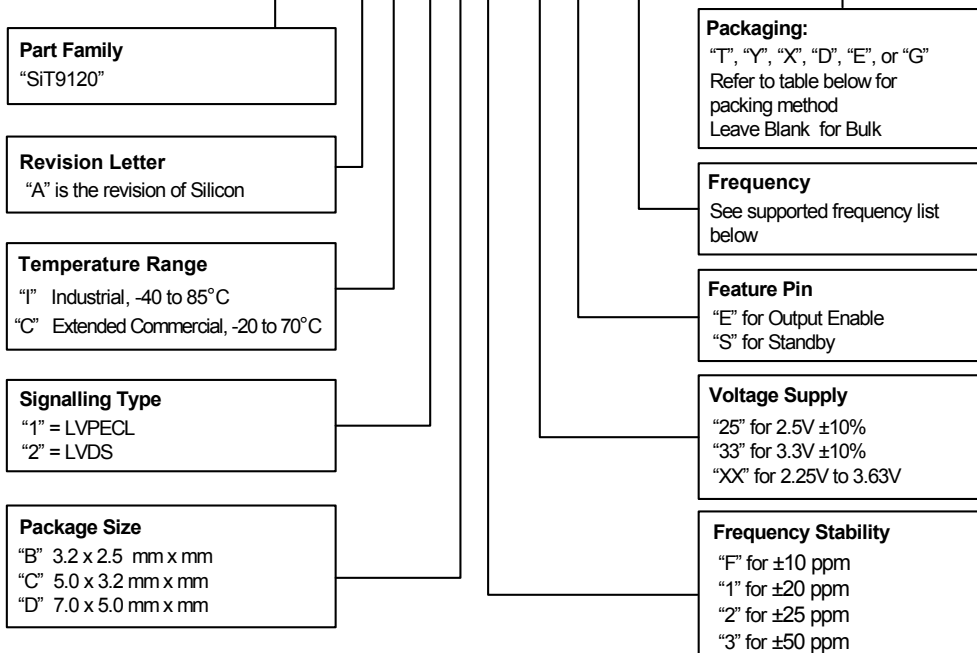 Part Family
“SiT9120”
Revision Letter
“A” is the revision of Silicon
Temperature Range
“I” Industrial, -40 to 85°C
“C” Extended Commercial, -20 to 70°C
Signalling Type
“1” = LVPECL
“2” = LVDS
Package Size
“B” 3.2 x 2.5 mm x mm
“C” 5.0 x 3.2 mm x mm
“D” 7.0 x 5.0 mm x mm
Packaging:
“T”, “Y”, “X”, “D”, “E”, or “G”
Refer to table below for
packing method
Leave Blank for Bulk
Frequency
See supported frequency list
below
Feature Pin
“E” for Output Enable
“S” for Standby
Voltage Supply
“25” for 2.5V ±10%
“33” for 3.3V ±10%
“XX” for 2.25V to 3.63V
Frequency Stability
“F” for ±10 ppm
“1” for ±20 ppm
“2” for ±25 ppm
“3” for ±50 ppm